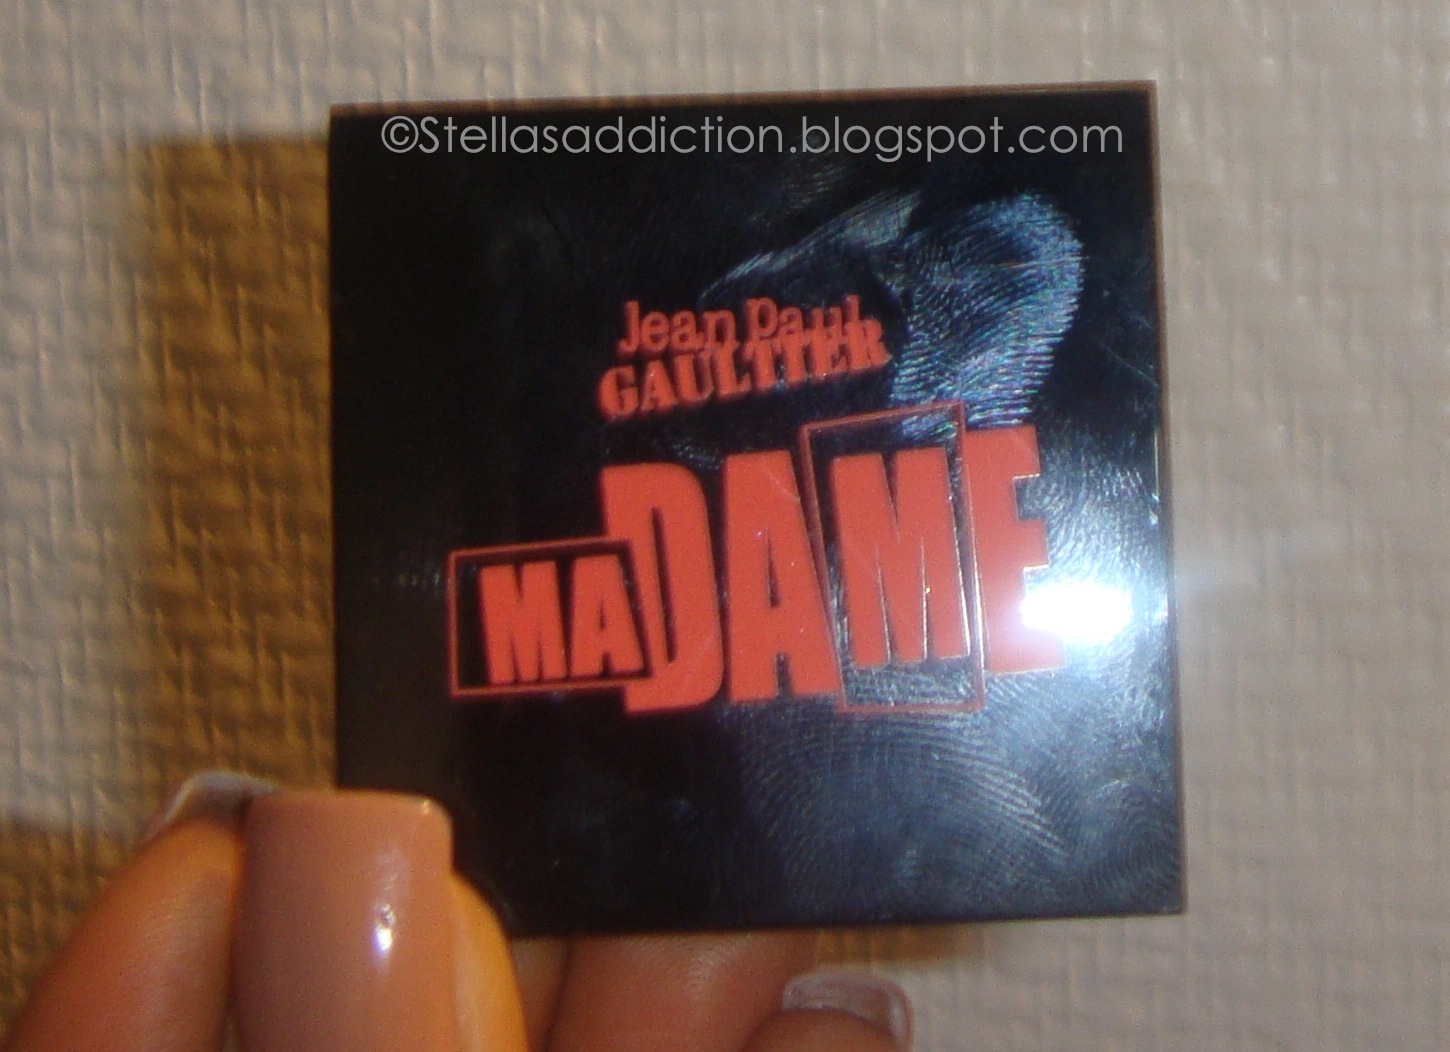 ©Stellasaddiction.blogspot.com
Jean Paul
GAULTIER
MADAME